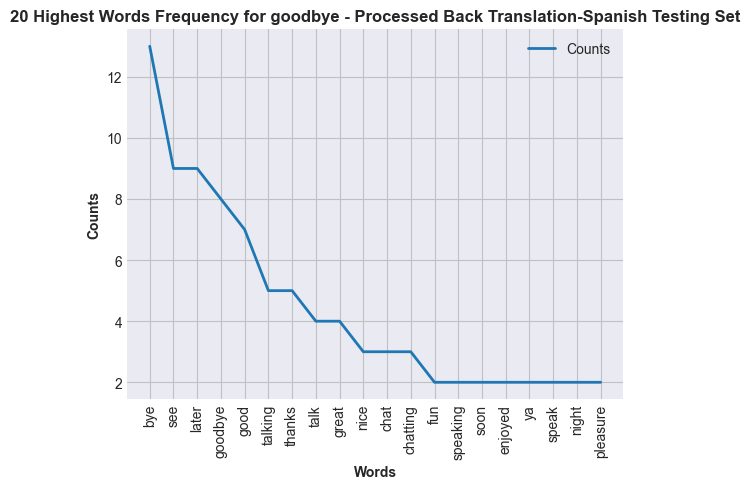 20 Highest Words Frequency for goodbye - Processed Back Translation-Spanish Testing Set
Counts
12
10
8
6
4
2
Counts
bye
see
later
goodbye
good
talking
thanks
talk
great
nice
chat
chatting
fun
speaking
soon
enjoyed
ya
speak
night
pleasure
Words